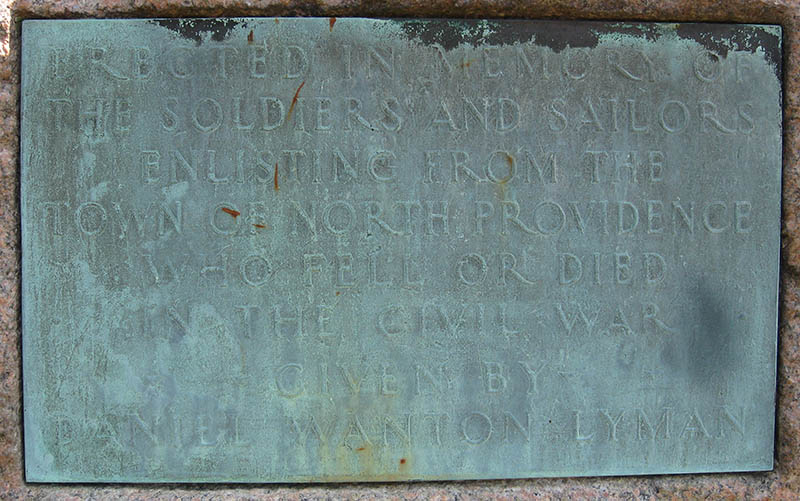 ERECTED IN MEMORY OF
THE SOLDIERS AND SAILORS
ENLISTING FROM THE
TOWN OF NORTH PROVIDENCE
WHO FELL OR DIED
IN THE CIVIL WAR
GIVEN BY
DANIEL WANTON LYMAN